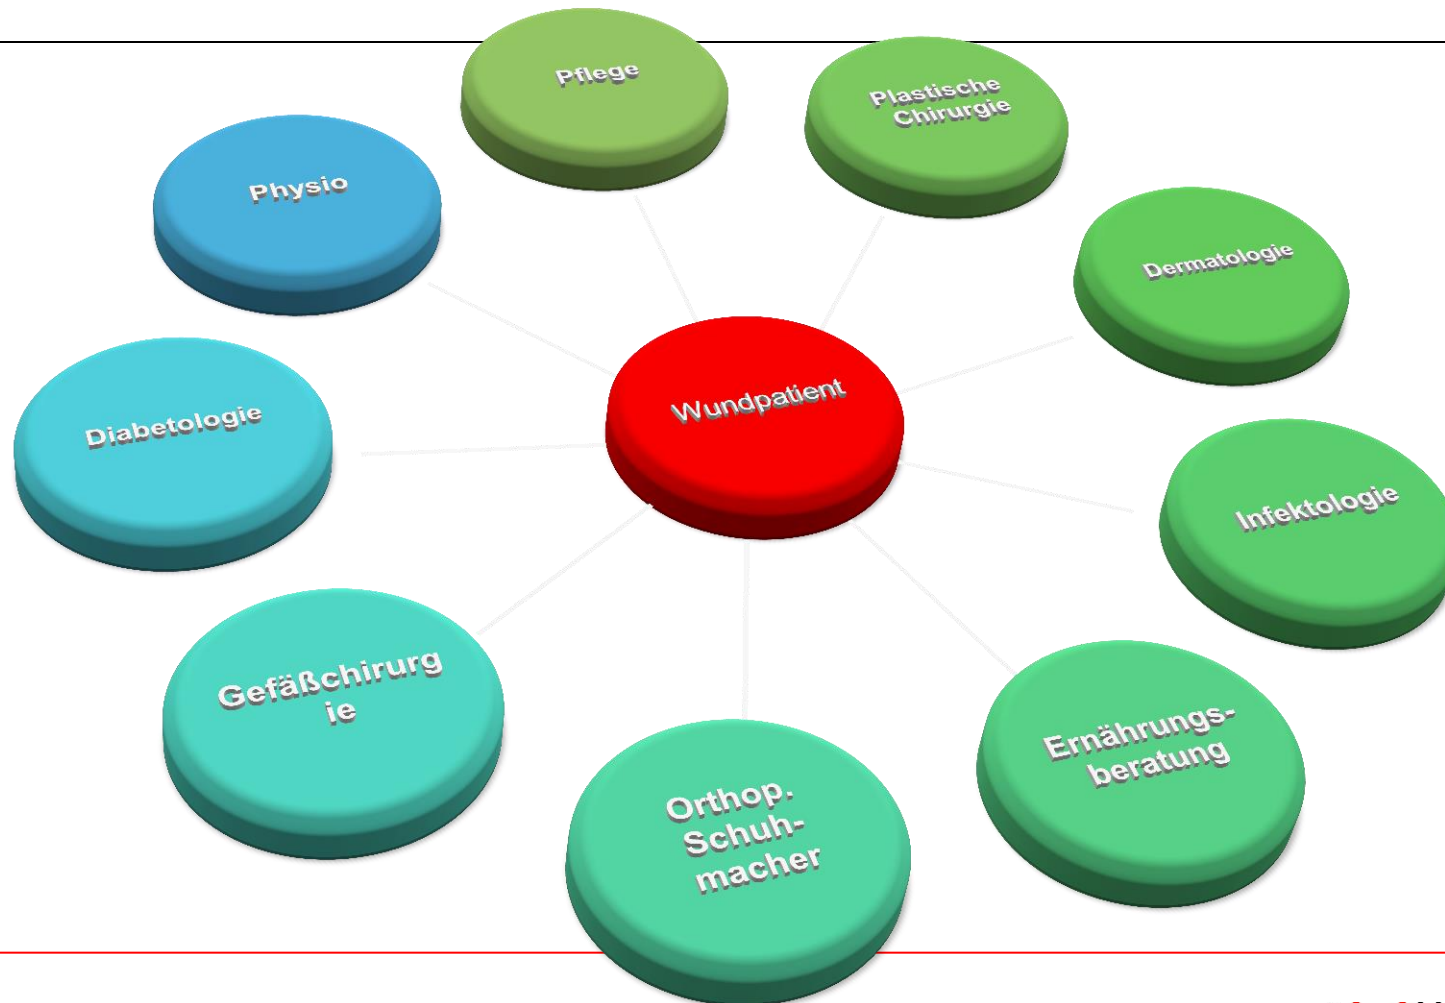 Pflege
Plastische
Chirurgie
Physio
Dermatologie
Wundpatient
Diabetologie
Infektologie
Gefäßchirurg
ie
Ernährungs-
beratung
Orthop.
Schuh-
macher